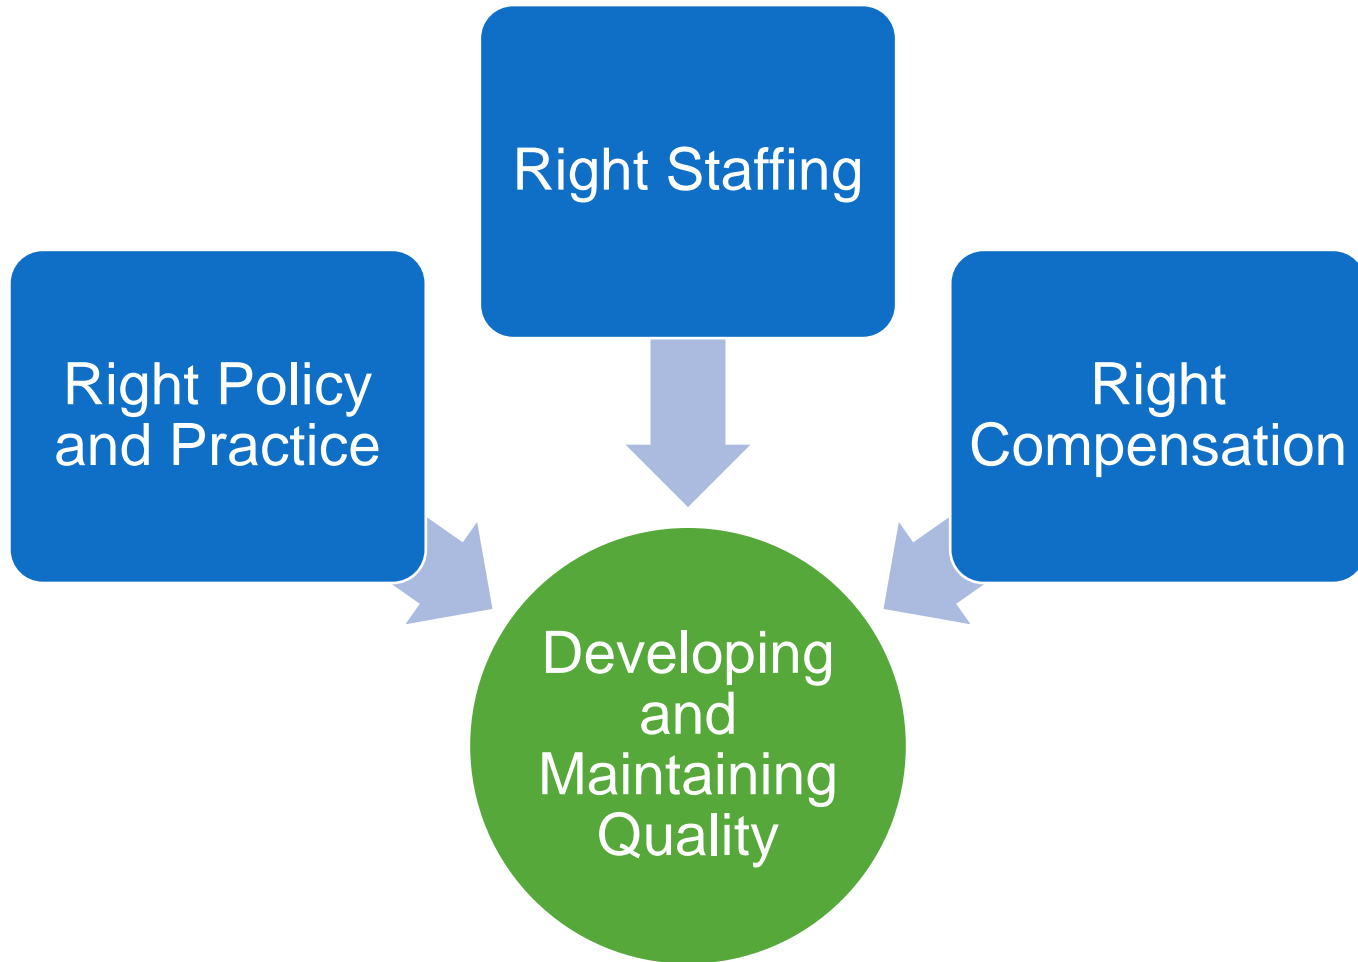 Right Staffing
Right Policy
and Practice
Right
Compensation
Developing
and
Maintaining
Quality